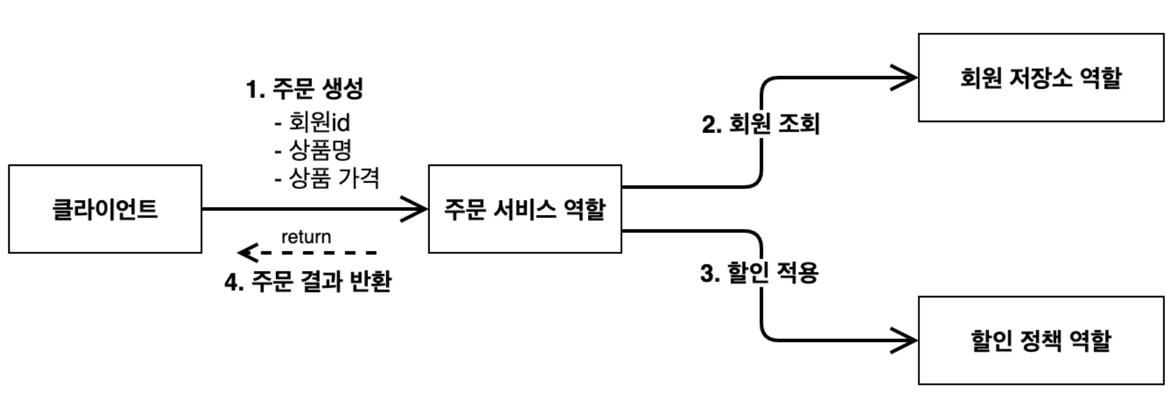 1. 주문 생성
- 회원id
- 상품명
- 상품 가격
클라이언트
주문 서비스 역할
return
4. 주문 결과 반환
2. 회원 조회
회원 저장소 역할
3. 할인 적용
할인 정책 역할